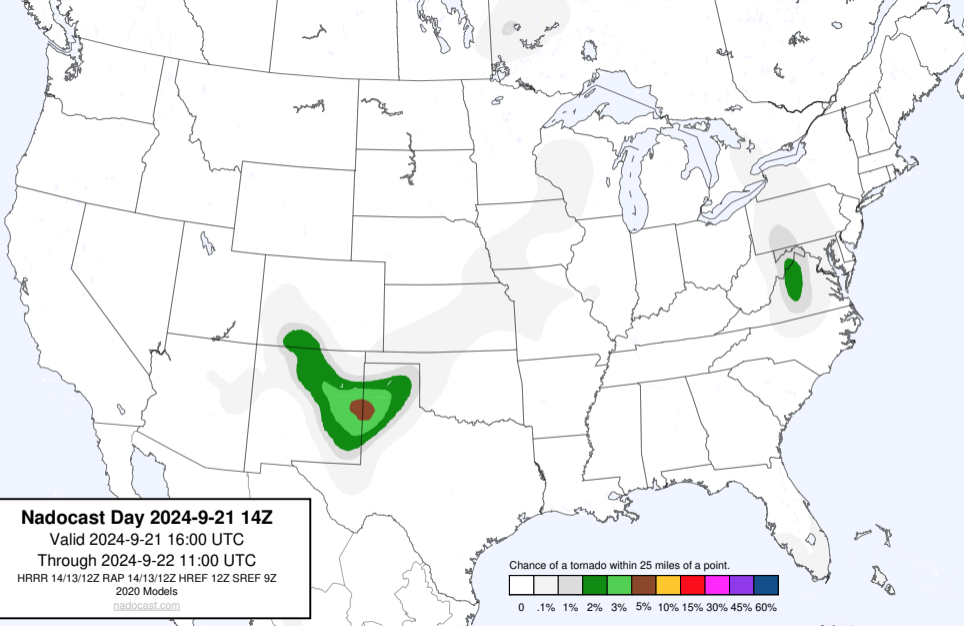 Nadocast Day 2024-9-21 14Z
Valid 2024-9-21 16:00 UTC
Through 2024-9-22 11:00 UTC
HRRR 14/13/12Z RAP 14/13/12Z HREF 12Z SREF 9Z
2020 Models
nadocast.com
Chance of a tornado within 25 miles of a point.
0 .1% 1% 2% 3% 5% 10% 15% 30% 45% 60%